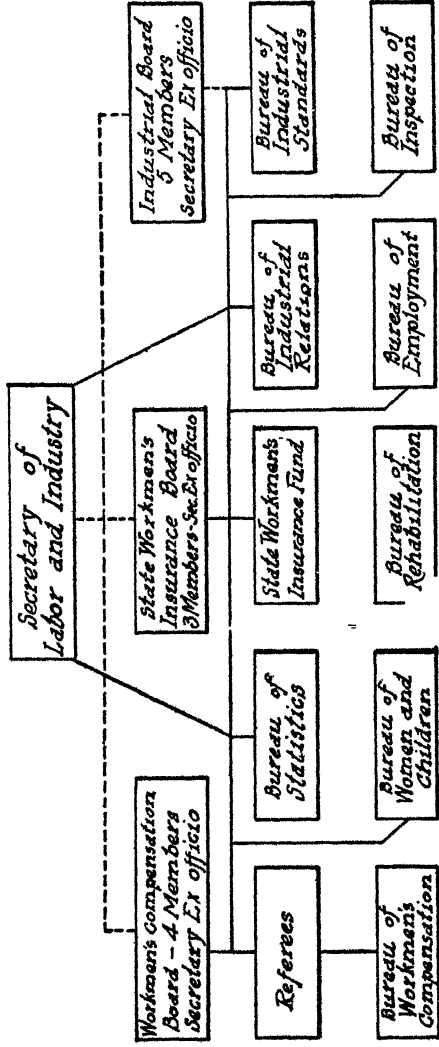 Secretary of
Labor and Industry
Workmen's Compensation
Board - 4 Members
Secretary Ex officio
State Workmen's
Insurance Board
3 Members-Sec. Ex officio
Industrial Board
5 Members
Secretary Ex officio
Referees
Bureau of
Statistics
State Workmen's
Insurance Fund
Bureau of
Industrial
Relations
Bureau of
Industrial
Standards
Bureau of
Workmen's
Compensation
Bureau of
Women and
Children
Bureau of
Rehabilitation
Bureau of
Employment
Bureau of
Inspection